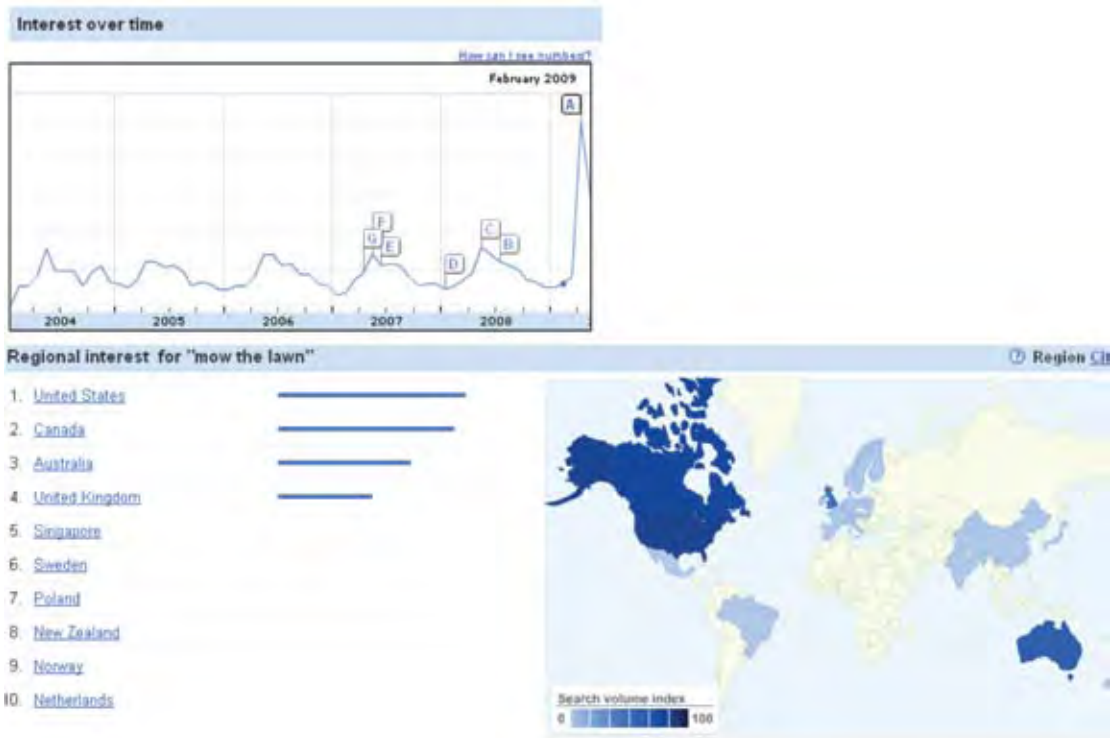 Interest over time
How can I see numbers?
February 2009
A
F
G
E
C
B
D
2004 2005 2006 2007 2008
Regional interest for "mow the lawn"
Region
1. United States
2. Canada
3. Australia
4. United Kingdom
5. Singapore
6. Sweden
7. Poland
8. New Zealand
9. Norway
10. Netherlands
Search volume index
0 100